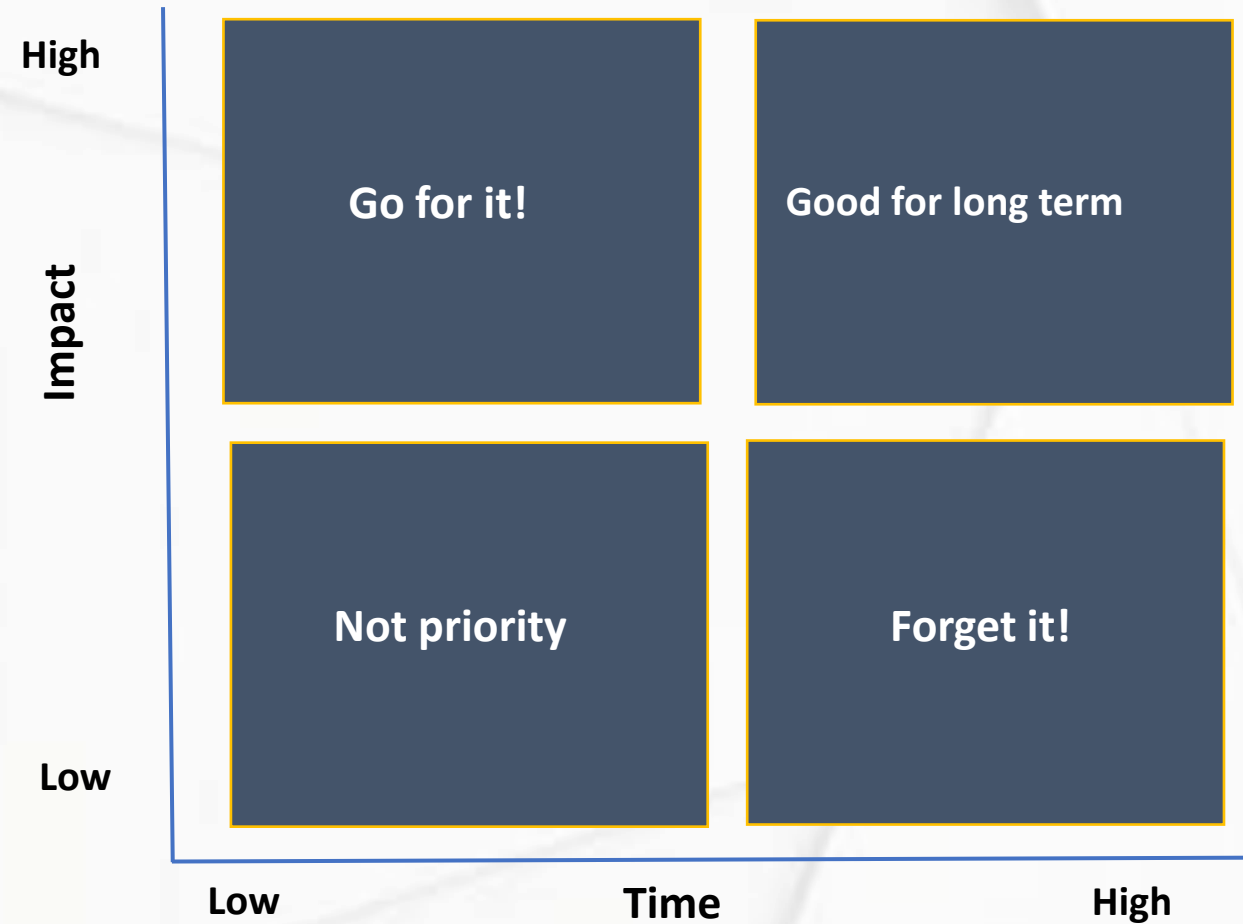 High
Go for it!
Good for long term
Impact
Not priority
Forget it!
Low
Low
Time
High